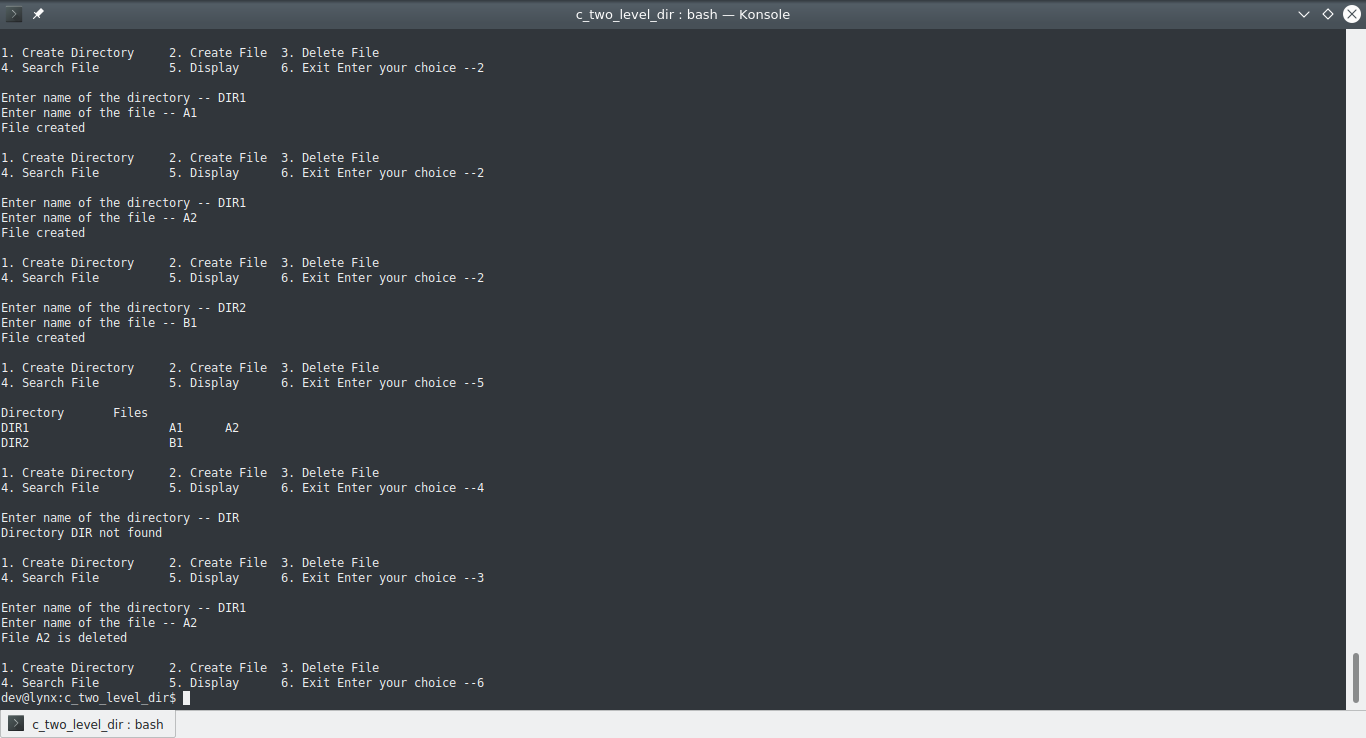 c_two_level_dir : bash — Konsole
1. Create Directory     2. Create File  3. Delete File
4. Search File          5. Display      6. Exit Enter your choice --2
Enter name of the directory -- DIR1
Enter name of the file -- A1
File created
1. Create Directory     2. Create File  3. Delete File
4. Search File          5. Display      6. Exit Enter your choice --2
Enter name of the directory -- DIR1
Enter name of the file -- A2
File created
1. Create Directory     2. Create File  3. Delete File
4. Search File          5. Display      6. Exit Enter your choice --2
Enter name of the directory -- DIR2
Enter name of the file -- B1
File created
1. Create Directory     2. Create File  3. Delete File
4. Search File          5. Display      6. Exit Enter your choice --5
Directory       Files
DIR1                    A1      A2
DIR2                    B1
1. Create Directory     2. Create File  3. Delete File
4. Search File          5. Display      6. Exit Enter your choice --4
Enter name of the directory -- DIR
Directory DIR not found
1. Create Directory     2. Create File  3. Delete File
4. Search File          5. Display      6. Exit Enter your choice --3
Enter name of the directory -- DIR1
Enter name of the file -- A2
File A2 is deleted
1. Create Directory     2. Create File  3. Delete File
4. Search File          5. Display      6. Exit Enter your choice --6
dev@lynx:c_two_level_dir$
c_two_level_dir : bash